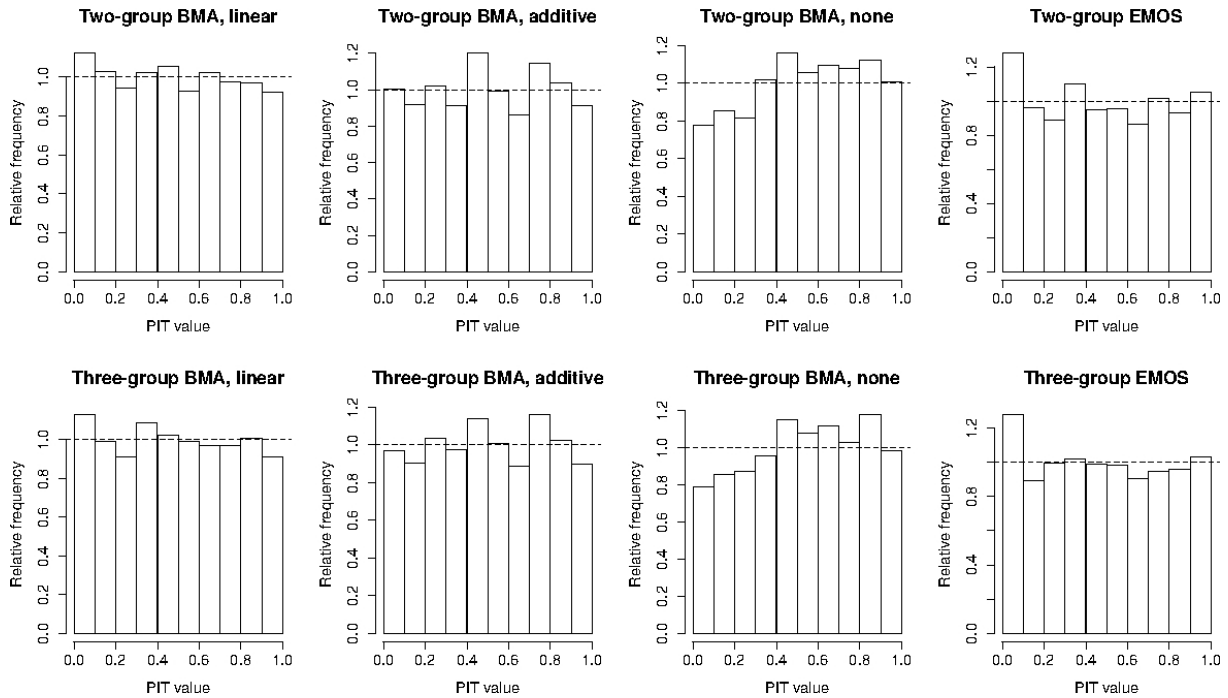 Two-group BMA, linear
Relative frequency
0.0 0.2 0.4 0.6 0.8 1.0
0.0 0.2 0.4 0.6 0.8 1.0
PIT value
Two-group BMA, additive
Relative frequency
0.0 0.2 0.4 0.6 0.8 1.0 1.2
0.0 0.2 0.4 0.6 0.8 1.0
PIT value
Two-group BMA, none
Relative frequency
0.0 0.2 0.4 0.6 0.8 1.0 1.2
0.0 0.2 0.4 0.6 0.8 1.0
PIT value
Two-group EMOS
Relative frequency
0.0 0.4 0.8 1.2
0.0 0.2 0.4 0.6 0.8 1.0
PIT value
Three-group BMA, linear
Relative frequency
0.0 0.2 0.4 0.6 0.8 1.0
0.0 0.2 0.4 0.6 0.8 1.0
PIT value
Three-group BMA, additive
Relative frequency
0.0 0.2 0.4 0.6 0.8 1.0 1.2
0.0 0.2 0.4 0.6 0.8 1.0
PIT value
Three-group BMA, none
Relative frequency
0.0 0.2 0.4 0.6 0.8 1.0 1.2
0.0 0.2 0.4 0.6 0.8 1.0
PIT value
Three-group EMOS
Relative frequency
0.0 0.4 0.8 1.2
0.0 0.2 0.4 0.6 0.8 1.0
PIT value